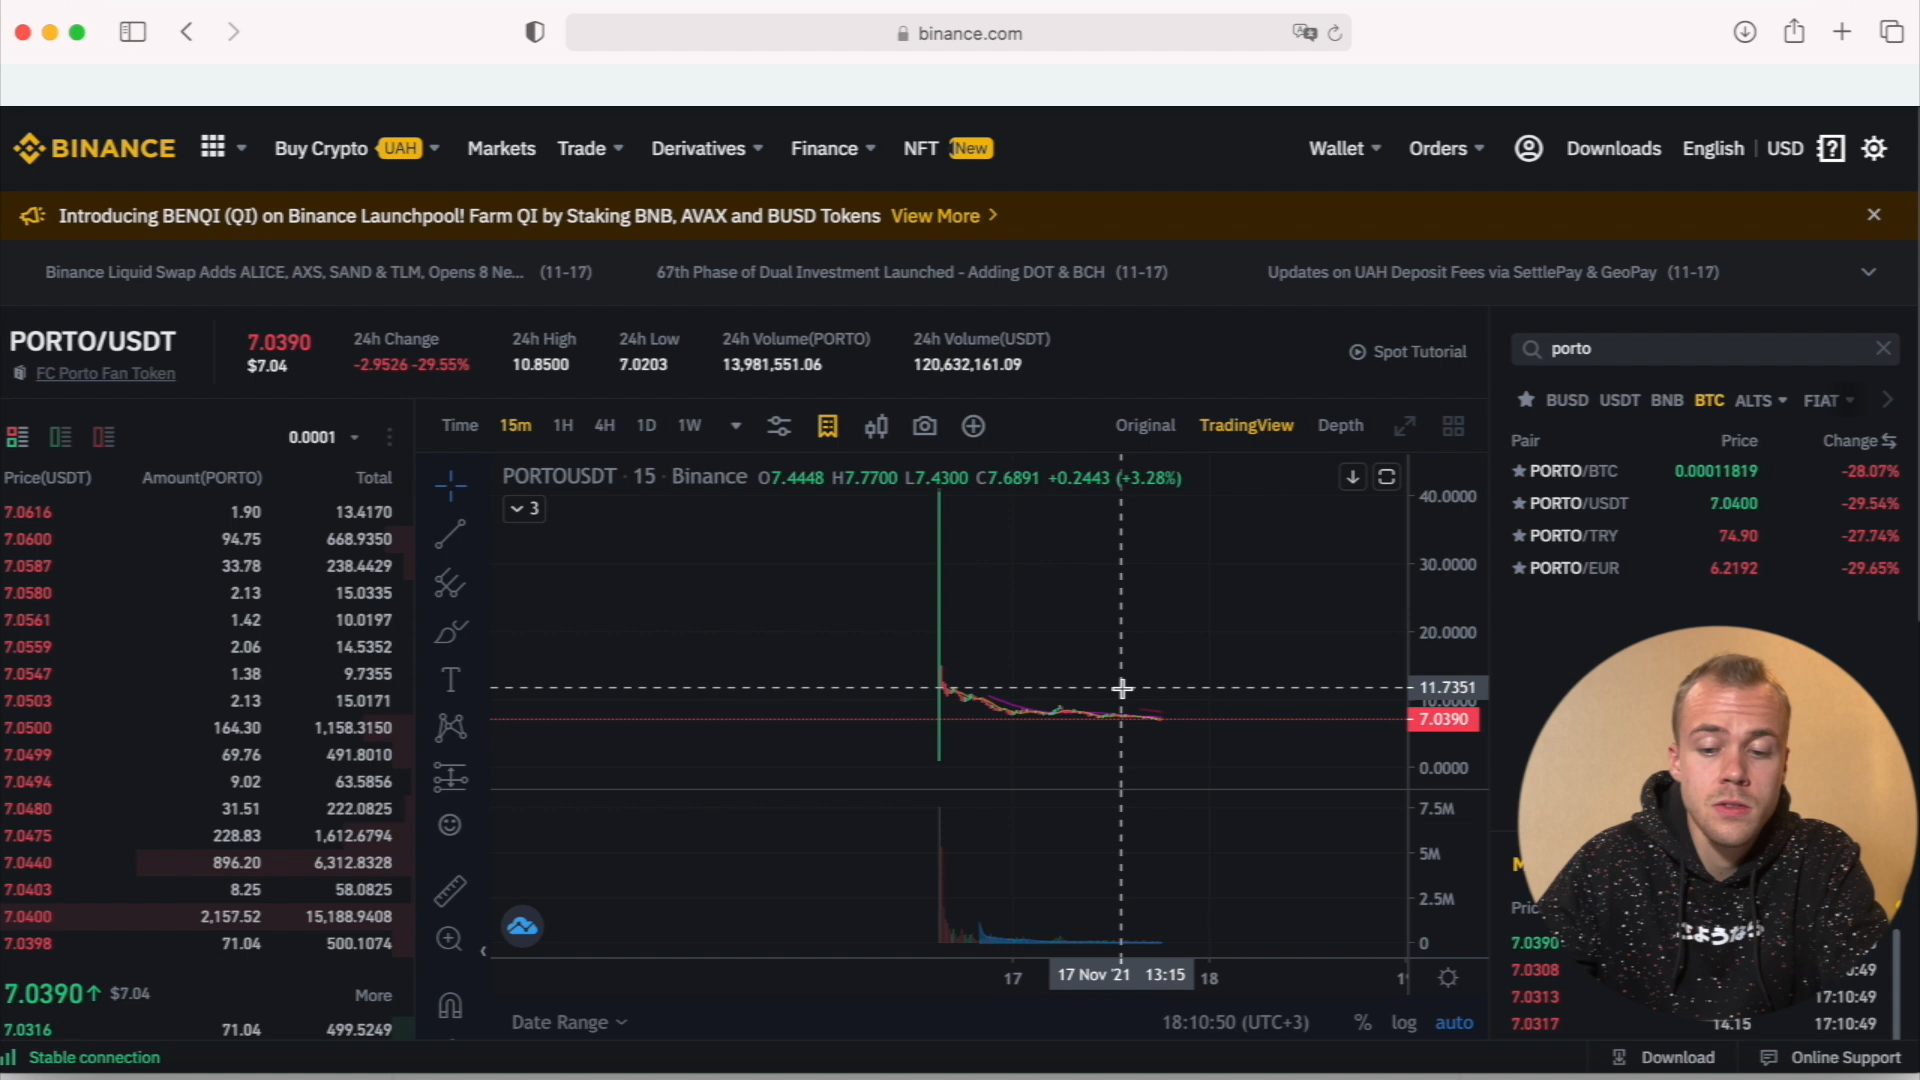 binance.com
BINANCE Buy Crypto UAH Markets Trade Derivatives Finance NFT New Wallet Orders Downloads English USD
Introducing BENQI (QI) on Binance Launchpool! Farm QI by Staking BNB, AVAX and BUSD Tokens View More
Binance Liquid Swap Adds ALICE, AXS, SAND & TLM, Opens 8 Ne... (11-17) 67th Phase of Dual Investment Launched - Adding DOT & BCH (11-17) Updates on UAH Deposit Fees via SettlePay & GeoPay (11-17)
PORTO/USDT
FC Porto Fan Token
7.0390
$7.04
24h Change
-2.9526 -29.55%
24h High
10.8500
24h Low
7.0203
24h Volume(PORTO)
13,981,551.06
24h Volume(USDT)
120,632,161.09
Spot Tutorial
0.0001
Price(USDT) Amount(PORTO) Total
7.0616 1.90 13.4170
7.0600 94.75 668.9350
7.0587 33.78 238.4429
7.0580 2.13 15.0335
7.0561 1.42 10.0197
7.0559 2.06 14.5352
7.0547 1.38 9.7355
7.0503 2.13 15.0171
7.0500 164.30 1,158.3150
7.0499 69.76 491.8010
7.0494 9.02 63.5856
7.0480 31.51 222.0825
7.0475 228.83 1,612.6794
7.0440 896.20 6,312.8328
7.0403 8.25 58.0825
7.0400 2,157.52 15,188.9408
7.0398 71.04 500.1074
7.0390 $7.04 More
7.0316 71.04 499.5249
Time 15m 1H 4H 1D 1W Original TradingView Depth
PORTOUSDT · 15 · Binance O7.4448 H7.7700 L7.4300 C7.6891 +0.2443 (+3.28%)
3
40.0000
30.0000
20.0000
11.7351
10.0000
7.0390
0.0000
7.5M
5M
2.5M
0
17 17 Nov '21 13:15 18
Date Range 18:10:50 (UTC+3) % log auto
porto
BUSD USDT BNB BTC ALTS FIAT
Pair Price Change
PORTO/BTC 0.00011819 -28.07%
PORTO/USDT 7.0400 -29.54%
PORTO/TRY 74.90 -27.74%
PORTO/EUR 6.2192 -29.65%
さようなら
7.0390
7.0308 :49
7.0313 17:10:49
7.0317 14.15 17:10:49
Stable connection Download Online Support